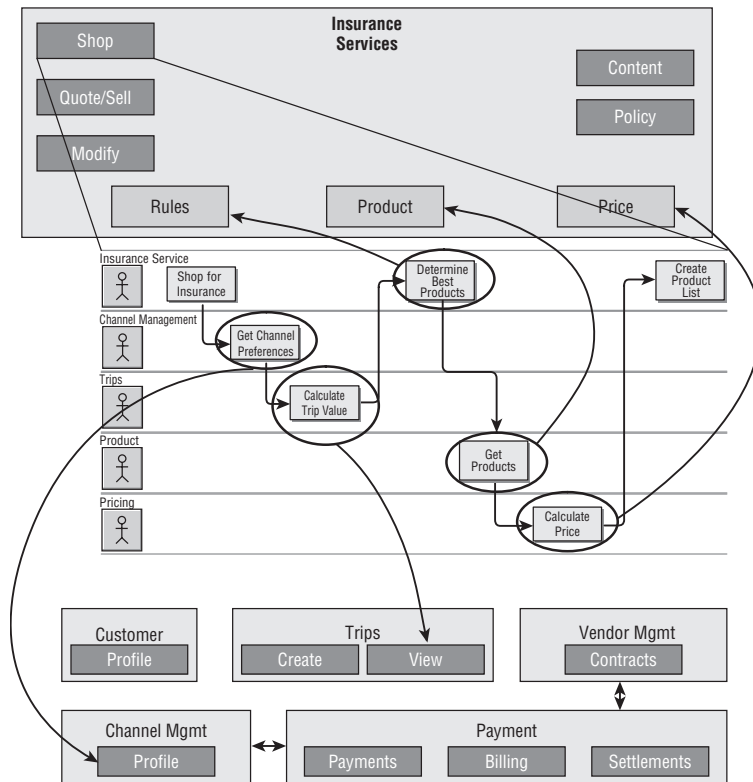 Insurance
Services
Shop
Content
Quote/Sell
Policy
Modify
Rules
Product
Price
Insurance Service
Shop for
Insurance
Determine
Best
Products
Create
Product
List
Channel Management
Get Channel
Preferences
Trips
Calculate
Trip Value
Product
Get
Products
Pricing
Calculate
Price
Customer
Profile
Trips
Create
View
Vendor Mgmt
Contracts
Channel Mgmt
Profile
Payment
Payments
Billing
Settlements